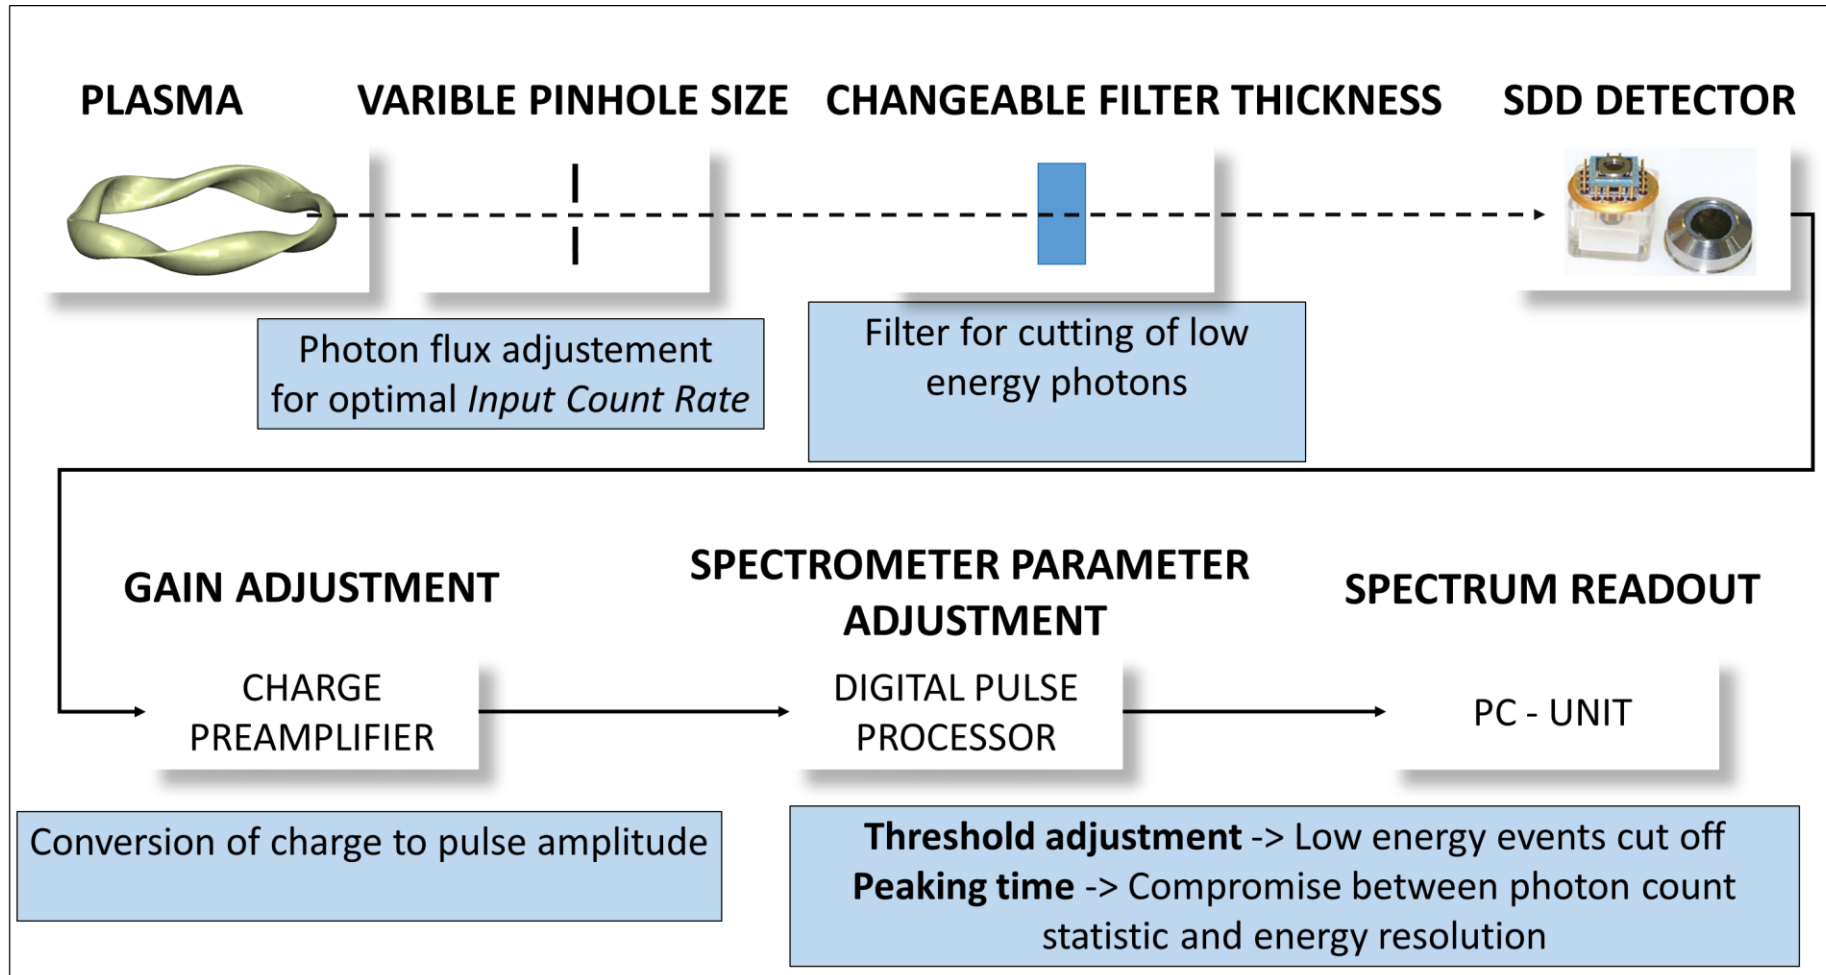 PLASMA
VARIBLE PINHOLE SIZE
CHANGEABLE FILTER THICKNESS
SDD DETECTOR
Photon flux adjustement
for optimal Input Count Rate
Filter for cutting of low
energy photons
GAIN ADJUSTMENT
SPECTROMETER PARAMETER
ADJUSTMENT
SPECTRUM READOUT
CHARGE
PREAMPLIFIER
DIGITAL PULSE
PROCESSOR
PC - UNIT
Conversion of charge to pulse amplitude
Threshold adjustment -> Low energy events cut off
Peaking time -> Compromise between photon count
statistic and energy resolution